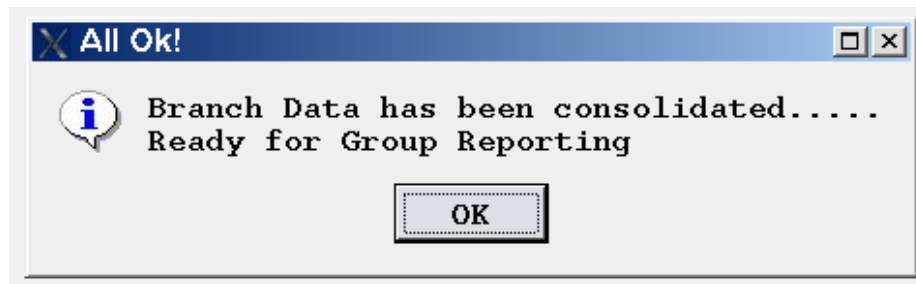 All Ok!
Branch Data has been consolidated.....
Ready for Group Reporting
OK